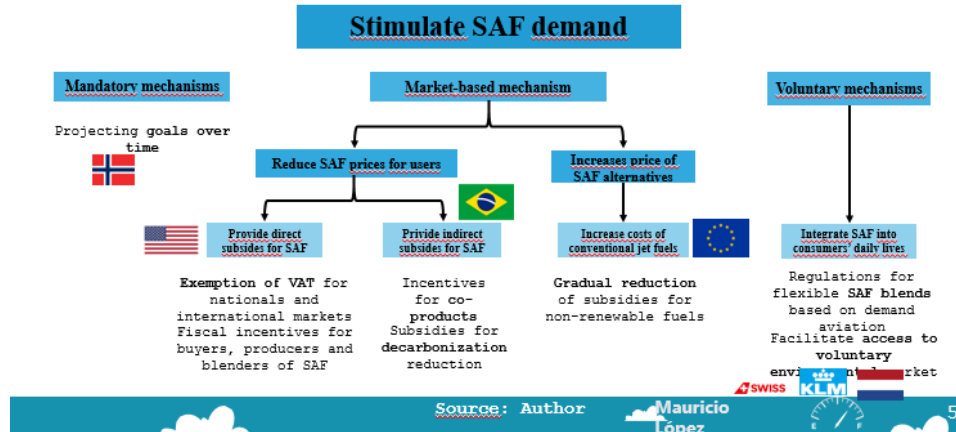 Stimulate SAF demand
Mandatory mechanisms
Projecting goals over
time
Market-based mechanism
Reduce SAF prices for users
Provide direct
subsides for SAF
Exemption of VAT for
nationals and
international markets
Fiscal incentives for
buyers, producers and
blenders of SAF
Privide indirect
subsides for SAF
Incentives
for co-
products
Subsidies for
decarbonization
reduction
Increases price of
SAF alternatives
Increase costs of
conventional jet fuels
Gradual reduction
of subsidies for
non-renewable fuels
Voluntary mechanisms
Integrate SAF into
consumers' daily lives
Regulations for
flexible SAF blends
based on demand
aviation
Facilitate access to
voluntary
SWISS
KLM
Source: Author
Mauricio
López
5